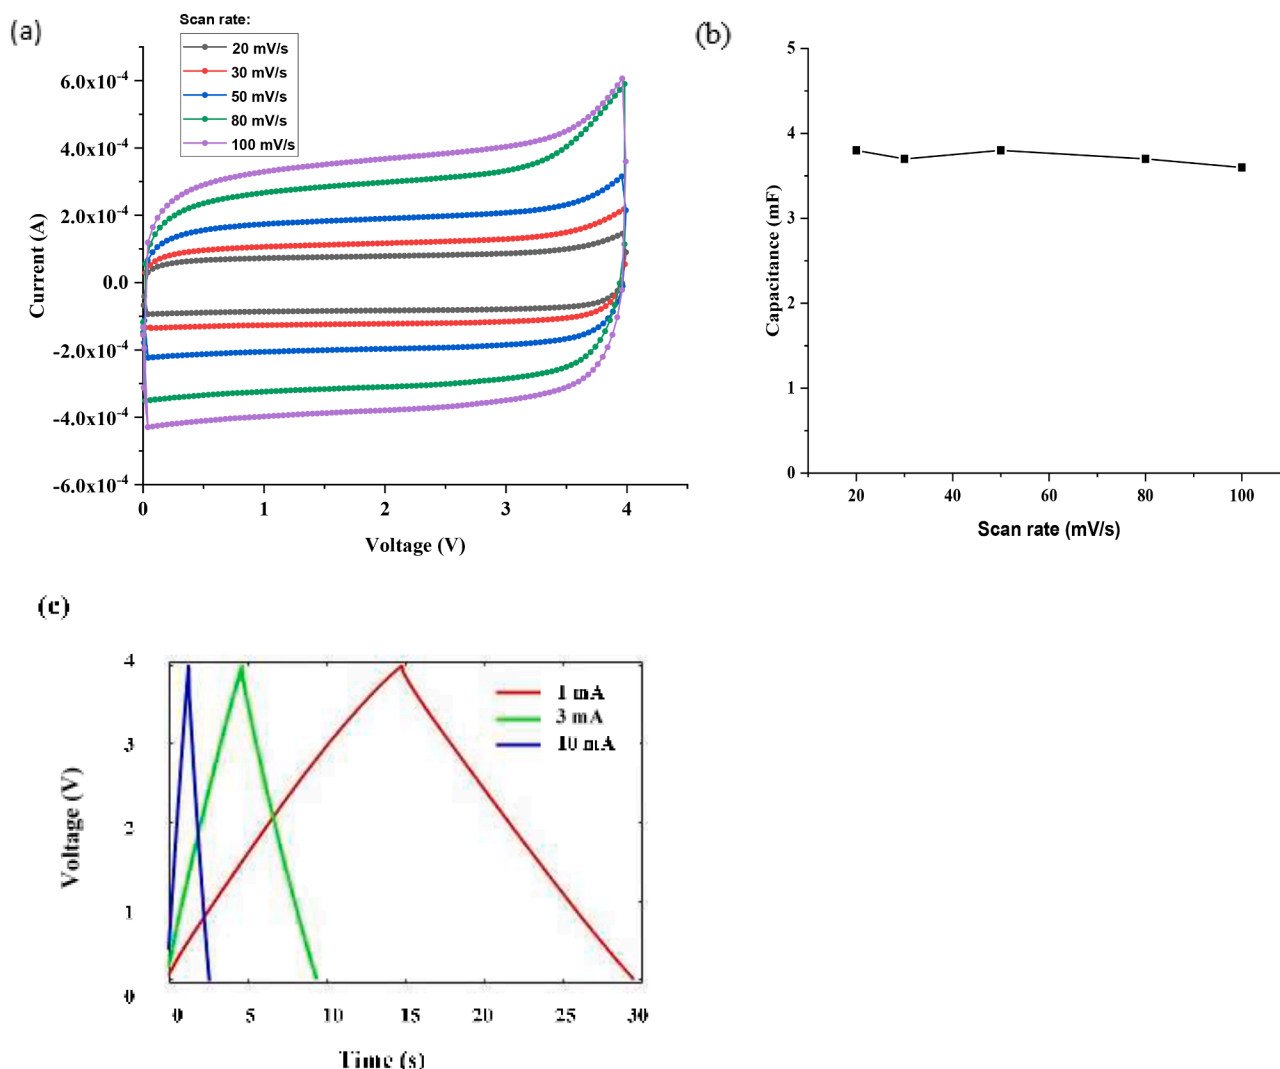 (a)
Scan rate:
20 mV/s
30 mV/s
50 mV/s
80 mV/s
100 mV/s
6.0x10⁻⁴
4.0x10⁻⁴
2.0x10⁻⁴
0.0
-2.0x10⁻⁴
-4.0x10⁻⁴
-6.0x10⁻⁴
Current (A)
0 1 2 3 4
Voltage (V)
(b)
5
4
3
2
1
0
Capacitance (mF)
20 40 60 80 100
Scan rate (mV/s)
(c)
4
3
2
1
0
Voltage (V)
1 mA
3 mA
10 mA
0 5 10 15 20 25 30
Time (s)